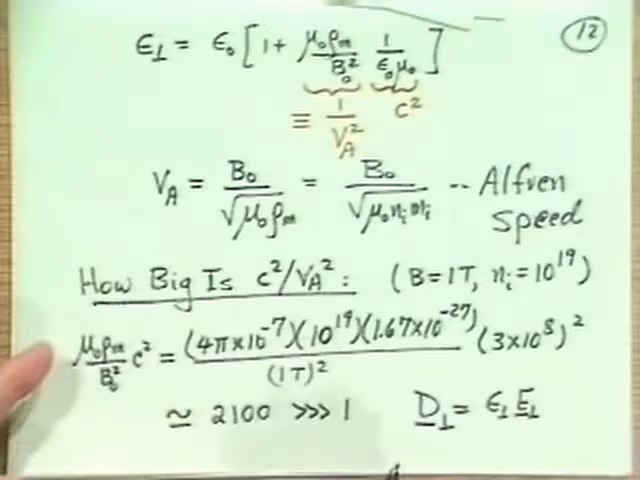 12
ϵ⊥ = ϵ₀ [ 1 + μ₀ρm/B₀² 1/ϵ₀μ₀ ]
≡ 1/VA² c²
VA = B₀/√μ₀ρm = B₀/√μ₀nᵢmᵢ -- Alfven
Speed
How Big Is c²/VA²: (B=1T, nᵢ=10¹⁹)
μ₀ρm/B₀² c² = (4π×10⁻⁷)(10¹⁹)(1.67×10⁻²⁷)/(1T)² (3×10⁸)²
≃ 2100 >>> 1 D⊥ = ϵ⊥ E⊥